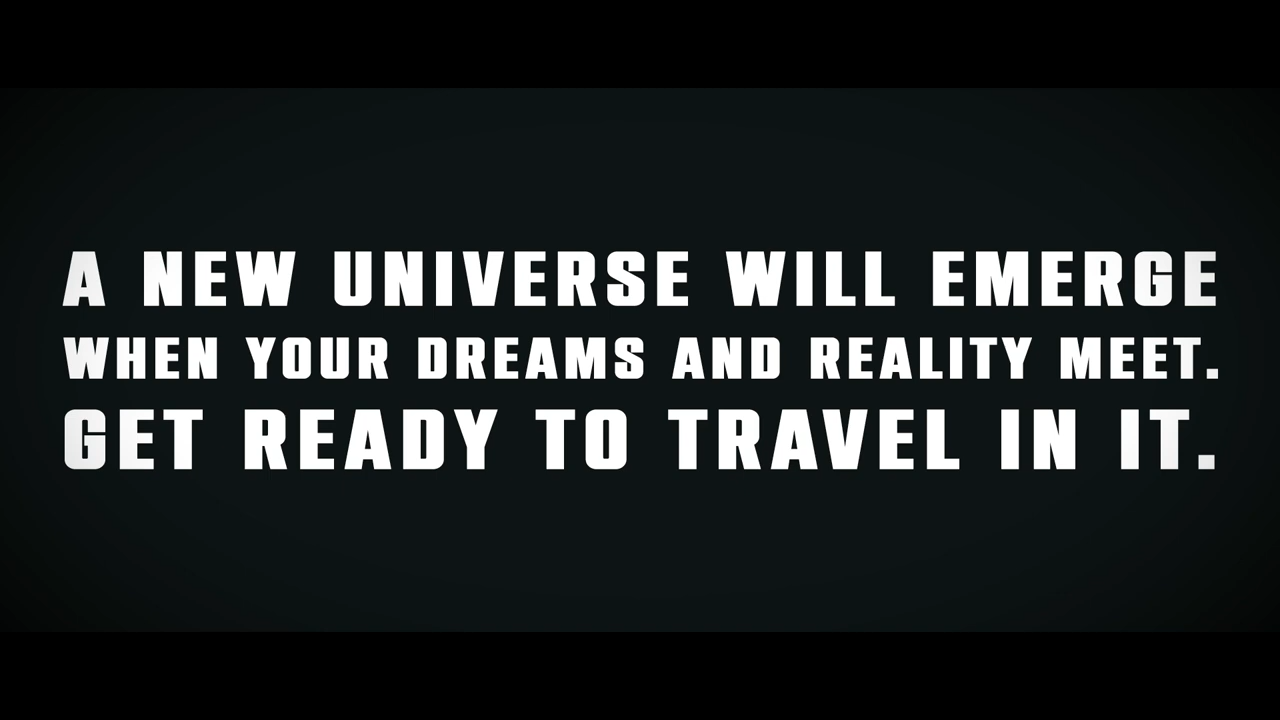 A NEW UNIVERSE WILL EMERGE
WHEN YOUR DREAMS AND REALITY MEET.
GET READY TO TRAVEL IN IT.